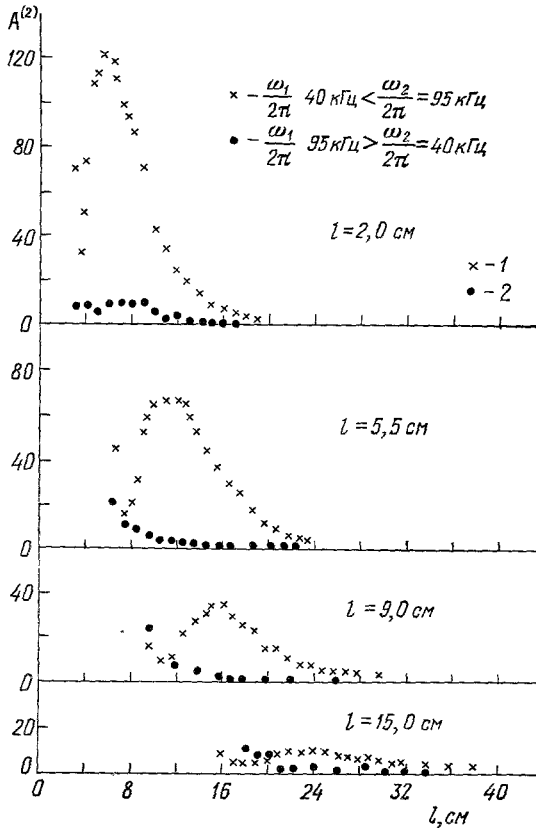 A⁽²⁾
120
80
40
0
× – ω₁/2π 40 кГц < ω₂/2π = 95 кГц
● – ω₁/2π 95 кГц > ω₂/2π = 40 кГц
l = 2,0 см
× – 1
● – 2
80
40
0
l = 5,5 см
40
0
l = 9,0 см
20
0
l = 15,0 см
0 8 16 24 32 40
l, см